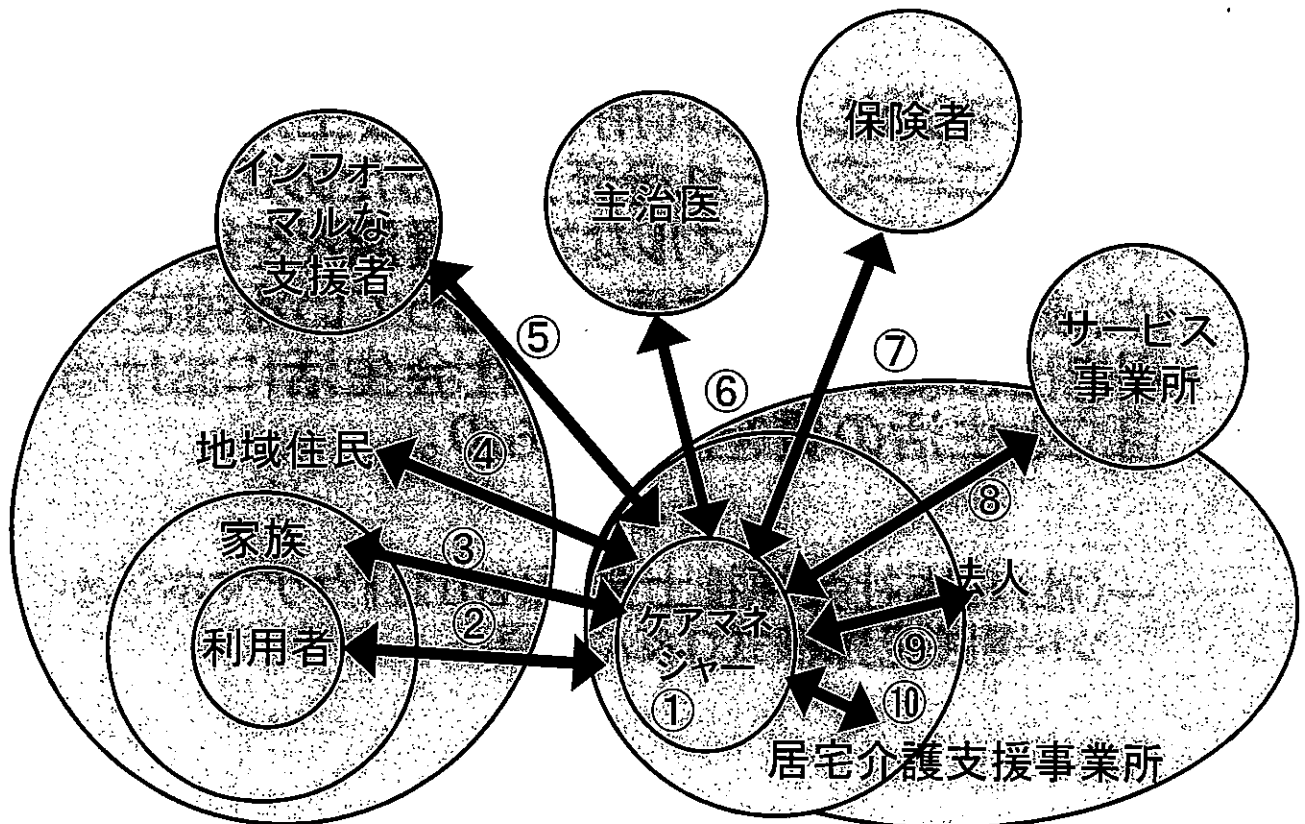 インフォー
マルな
支援者
主治医
保険者
サービス
事業所
⑤
⑥
⑦
地域住民
④
⑧
家族
③
法人
利用者
②
ケアマネ
ジャー
①
⑨
⑩
居宅介護支援事業所